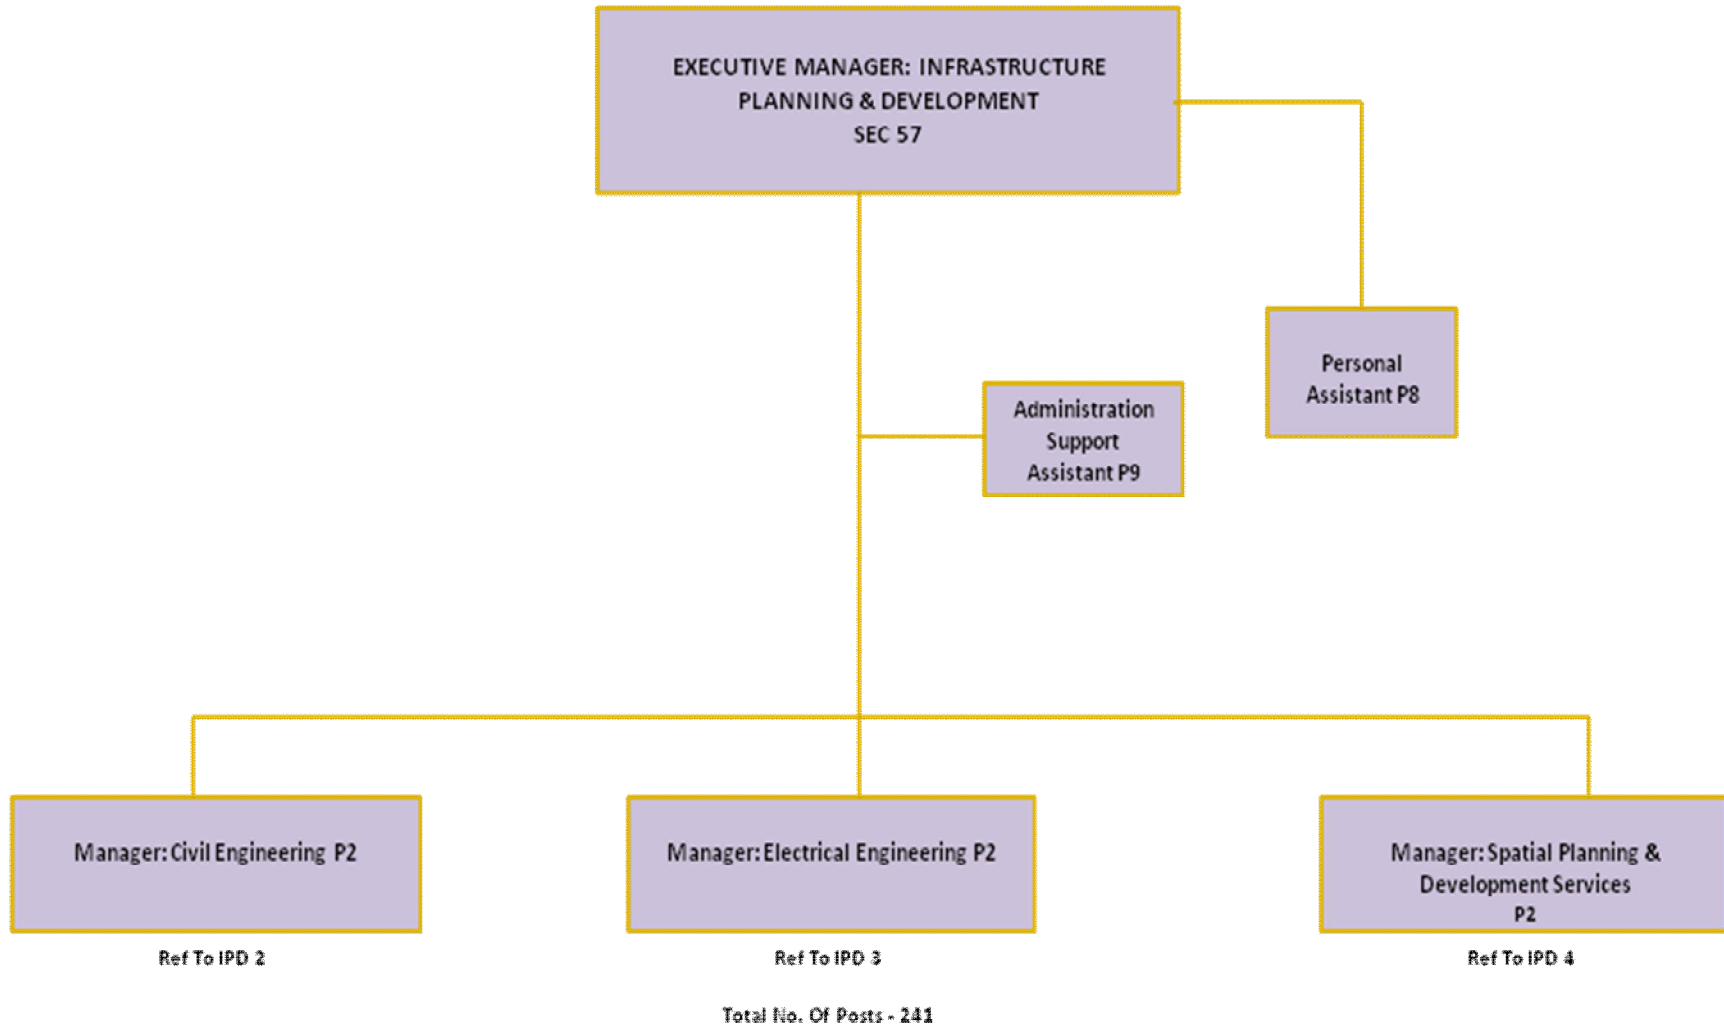 EXECUTIVE MANAGER: INFRASTRUCTURE
PLANNING & DEVELOPMENT
SEC 57
Personal
Assistant P8
Administration
Support
Assistant P9
Manager: Civil Engineering P2
Manager: Electrical Engineering P2
Manager: Spatial Planning &
Development Services
P2
Ref To IPD 2
Ref To IPD 3
Ref To IPD 4
Total No. Of Posts - 241